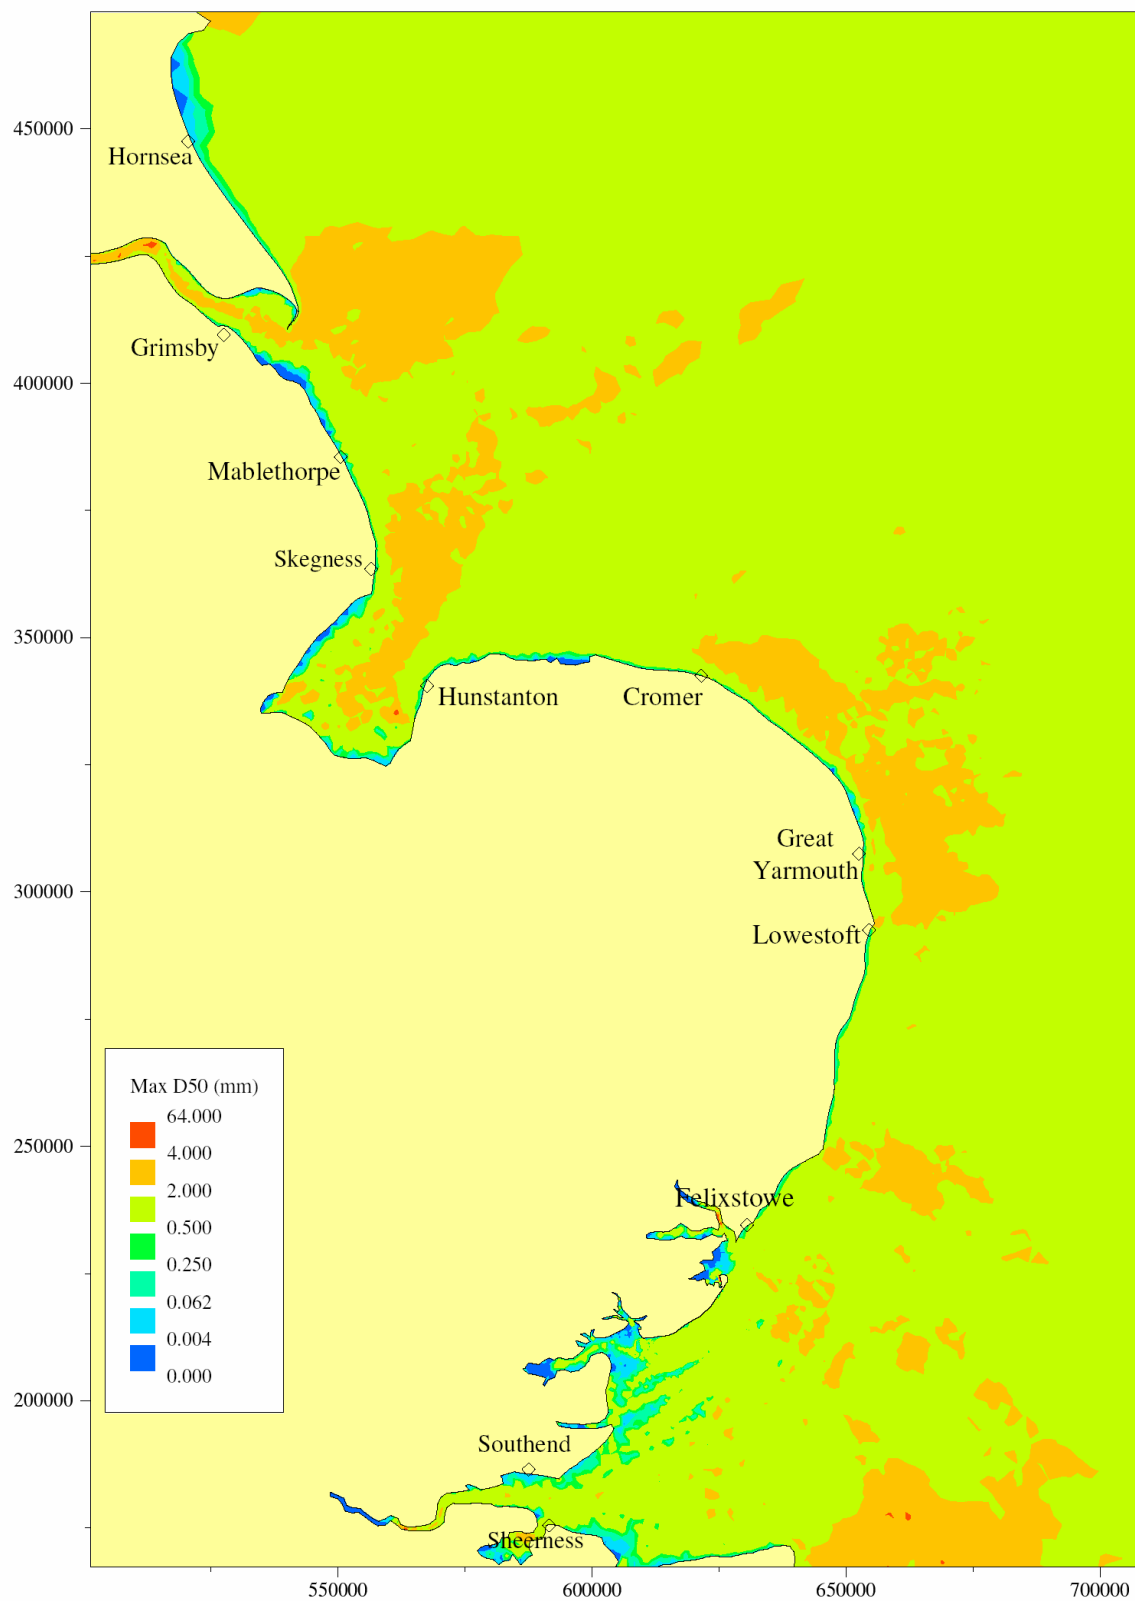 450000
Hornsea
Grimsby
400000
Mablethorpe
Skegness
350000
Hunstanton
Cromer
Great
Yarmouth
300000
Lowestoft
Max D50 (mm)
64.000
4.000
2.000
0.500
0.250
0.062
0.004
0.000
250000
Felixstowe
200000
Southend
Sheerness
550000
600000
650000
700000